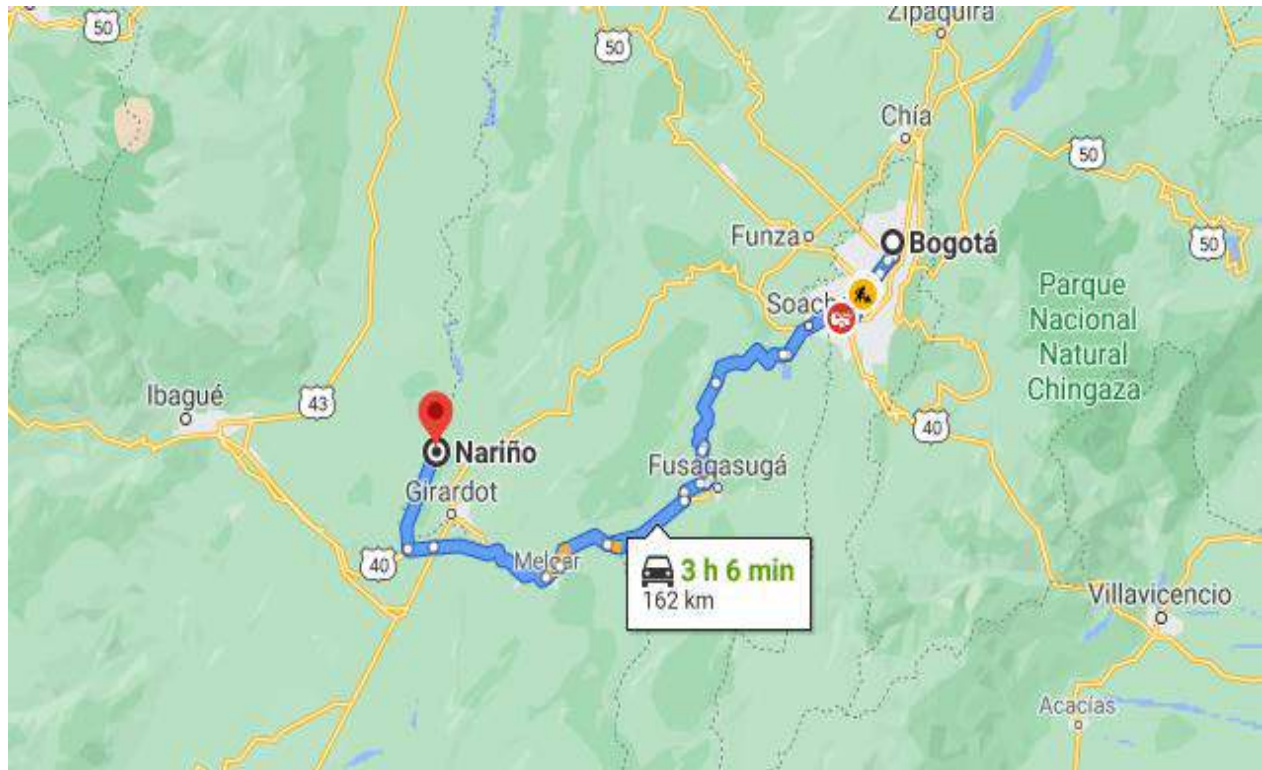 50
Zipaquirá
50
Chía
50
Funza
Bogotá
50
Parque
Nacional
Natural
Chingaza
Ibagué
43
40
Nariño
Fusagasugá
Girardot
40
Melgar
3 h 6 min
162 km
Villavicencio
Acacías